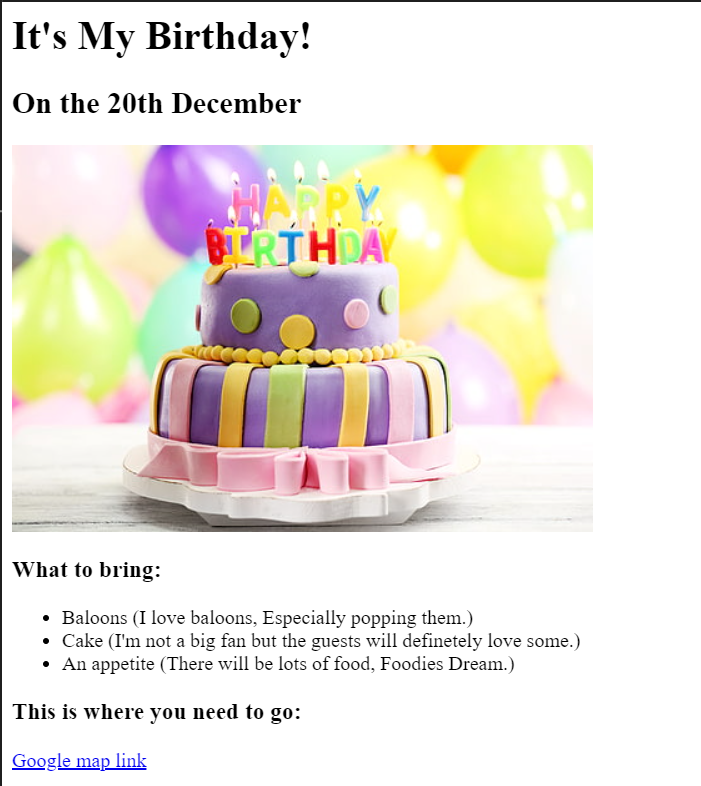 It's My Birthday!
On the 20th December
HAPPY
BIRTHDAY
What to bring:
Baloons (I love baloons, Especially popping them.)
Cake (I'm not a big fan but the guests will definetely love some.)
An appetite (There will be lots of food, Foodies Dream.)
This is where you need to go:
Google map link